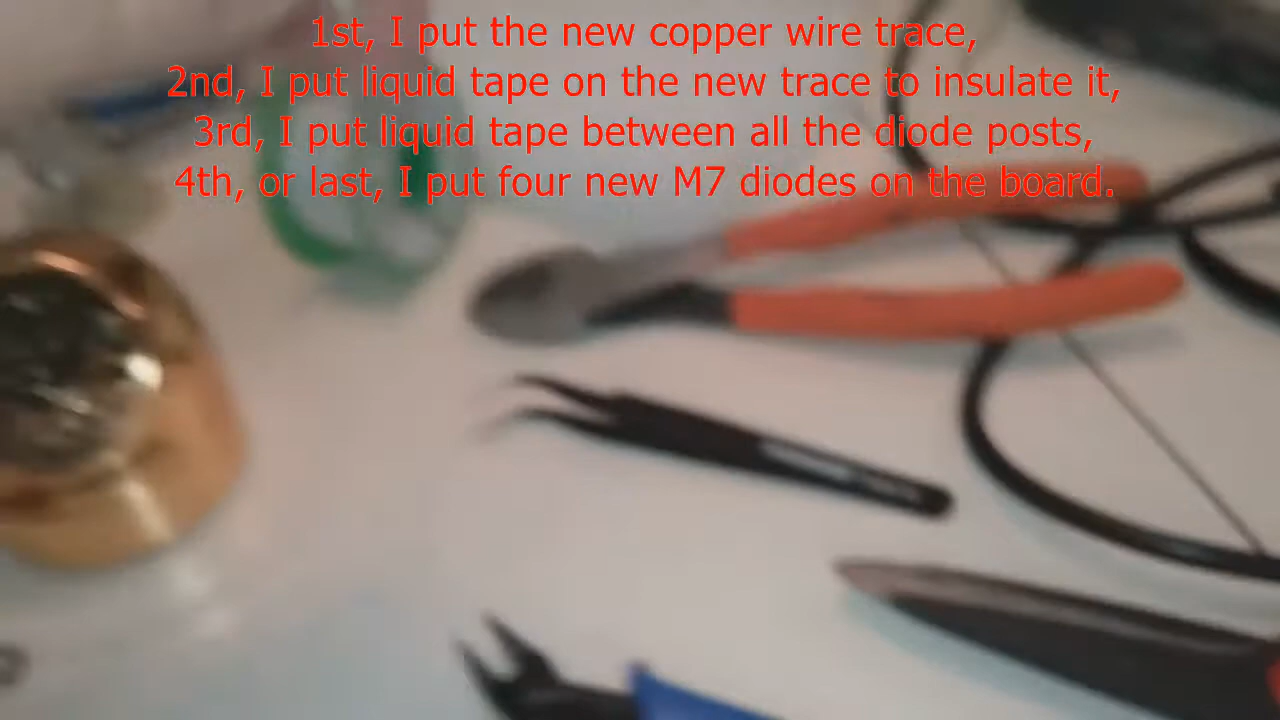 1st, I put the new copper wire trace,
2nd, I put liquid tape on the new trace to insulate it,
3rd, I put liquid tape between all the diode posts,
4th, or last, I put four new M7 diodes on the board.